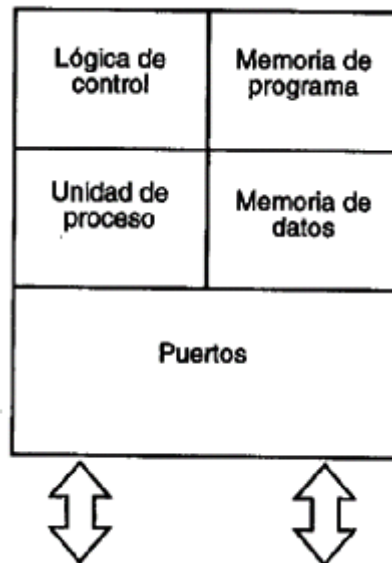 Lógica de
control
Memoria de
programa
Unidad de
proceso
Memoria de
datos
Puertos